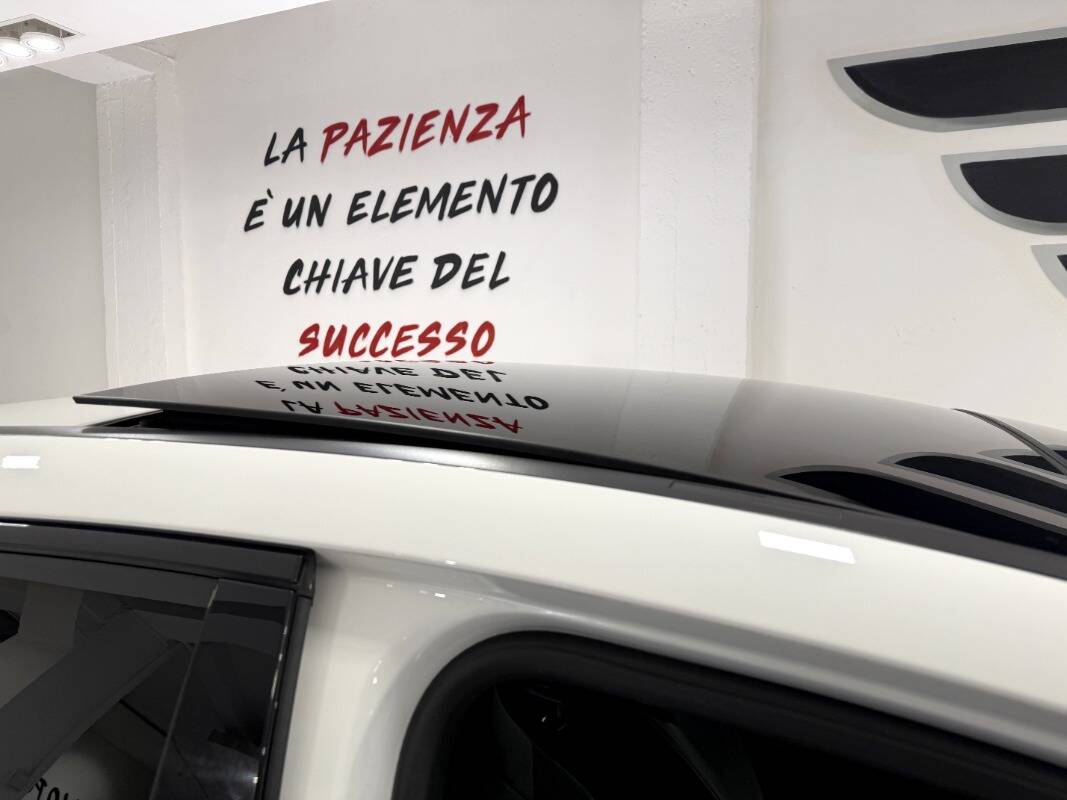 LA PAZIENZA
È UN ELEMENTO
CHIAVE DEL
SUCCESSO